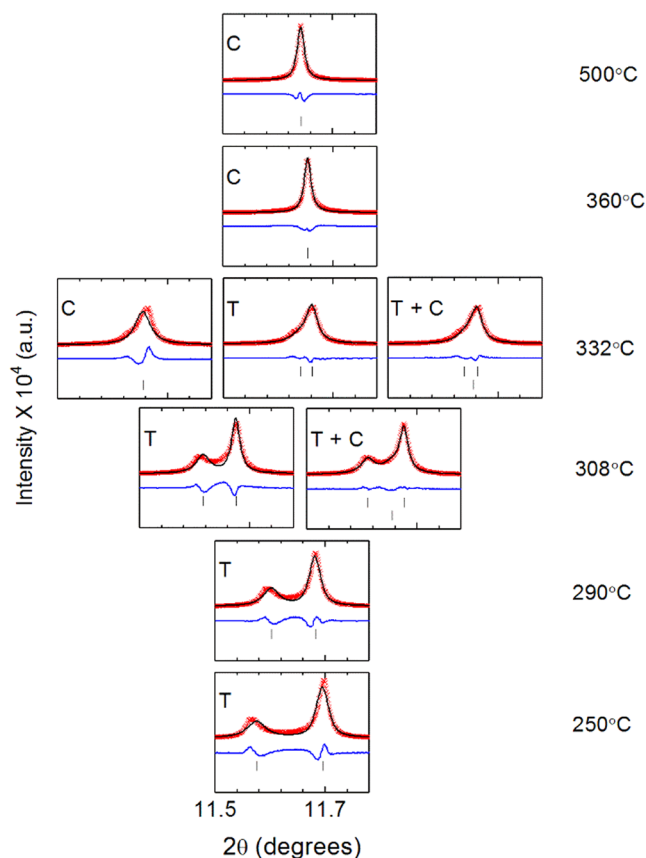 C
500°C
C
360°C
C
T
T + C
332°C
T
T + C
308°C
T
290°C
T
250°C
11.5
11.7
2θ (degrees)
Intensity X 10⁴ (a.u.)